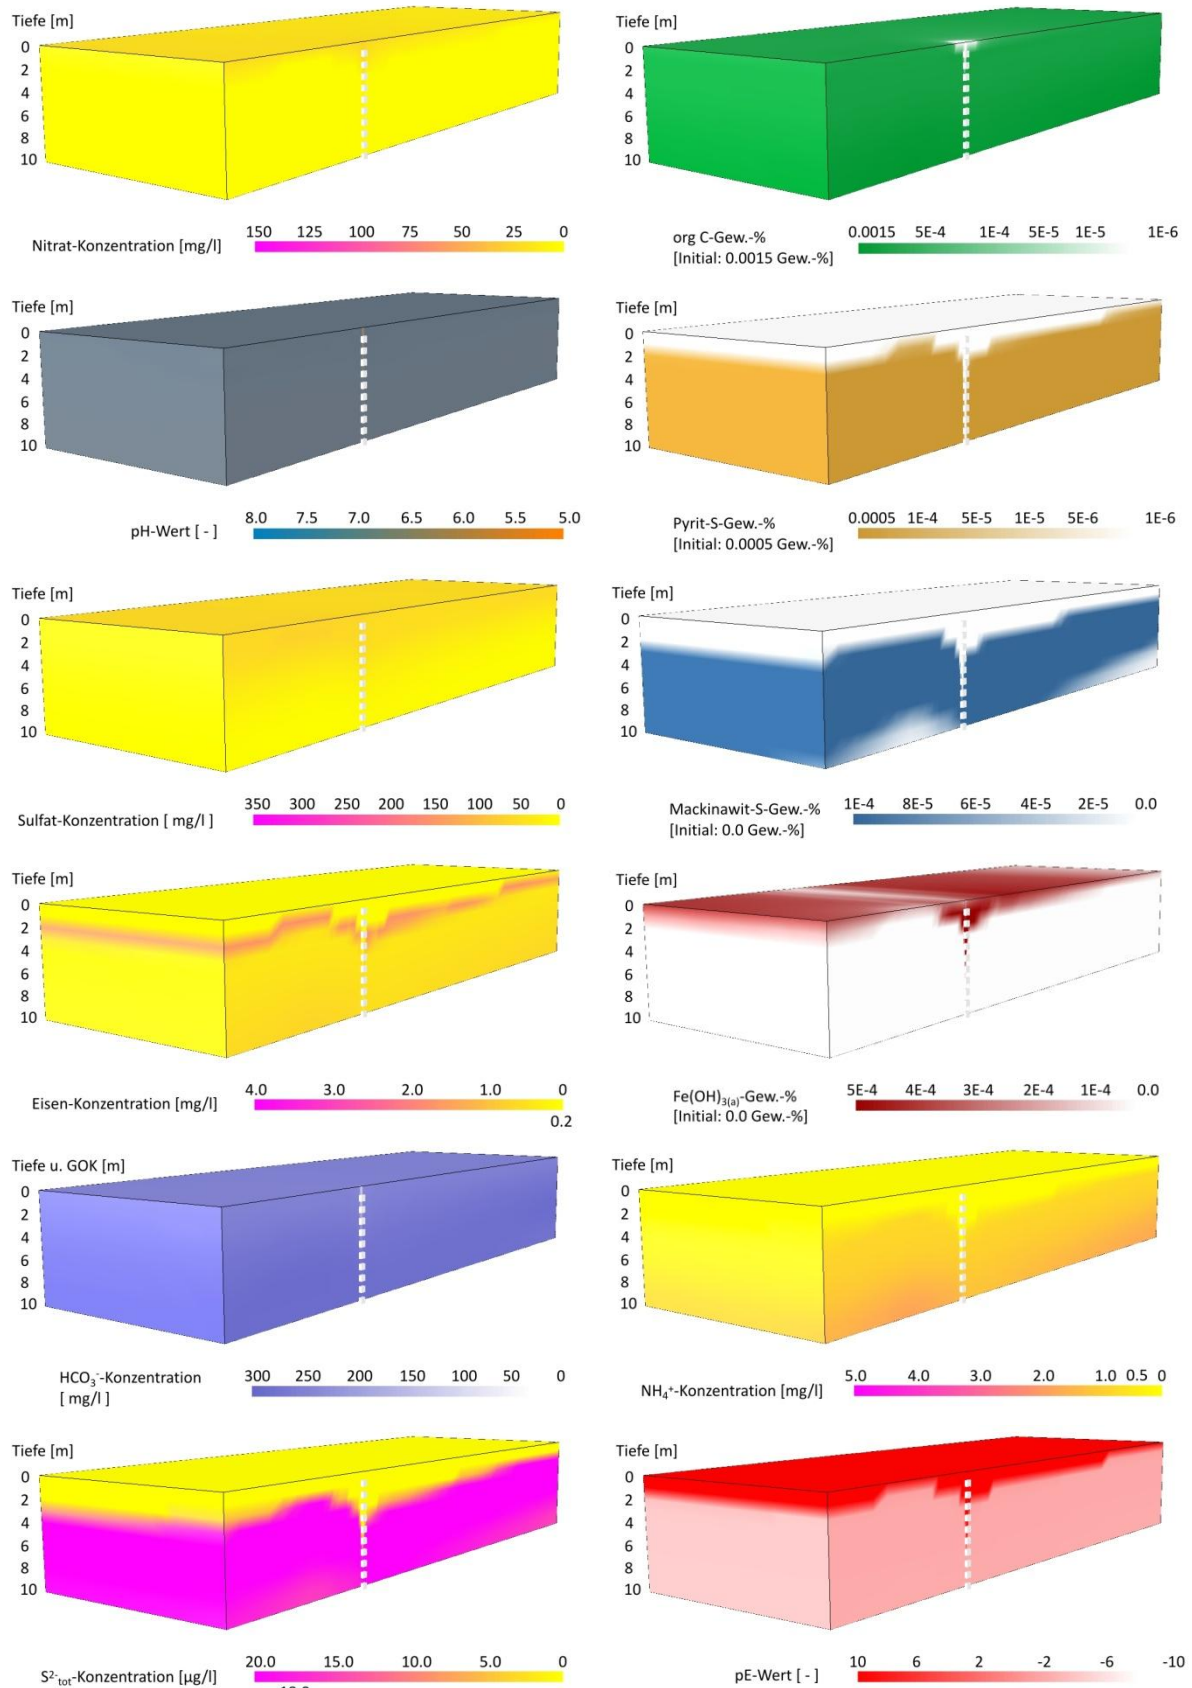 Tiefe [m]
0
2
4
6
8
10
Nitrat-Konzentration [mg/l]
150 125 100 75 50 25 0
Tiefe [m]
0
2
4
6
8
10
org C-Gew.-%
[Initial: 0.0015 Gew.-%]
0.0015 5E-4 1E-4 5E-5 1E-5 1E-6
Tiefe [m]
0
2
4
6
8
10
pH-Wert [ - ]
8.0 7.5 7.0 6.5 6.0 5.5 5.0
Tiefe [m]
0
2
4
6
8
10
Pyrit-S-Gew.-%
[Initial: 0.0005 Gew.-%]
0.0005 1E-4 5E-5 1E-5 5E-6 1E-6
Tiefe [m]
0
2
4
6
8
10
Sulfat-Konzentration [ mg/l ]
350 300 250 200 150 100 50 0
Tiefe [m]
0
2
4
6
8
10
Mackinawit-S-Gew.-%
[Initial: 0.0 Gew.-%]
1E-4 8E-5 6E-5 4E-5 2E-5 0.0
Tiefe [m]
0
2
4
6
8
10
Eisen-Konzentration [mg/l]
4.0 3.0 2.0 1.0 0
0.2
Tiefe [m]
0
2
4
6
8
10
Fe(OH)3(a)-Gew.-%
[Initial: 0.0 Gew.-%]
5E-4 4E-4 3E-4 2E-4 1E-4 0.0
Tiefe u. GOK [m]
0
2
4
6
8
10
HCO3--Konzentration
[ mg/l ]
300 250 200 150 100 50 0
Tiefe [m]
0
2
4
6
8
10
NH4+-Konzentration [mg/l]
5.0 4.0 3.0 2.0 1.0 0.5 0
Tiefe [m]
0
2
4
6
8
10
S2-tot-Konzentration [µg/l]
20.0 15.0 10.0 5.0 0
Tiefe [m]
0
2
4
6
8
10
pE-Wert [ - ]
10 6 2 -2 -6 -10